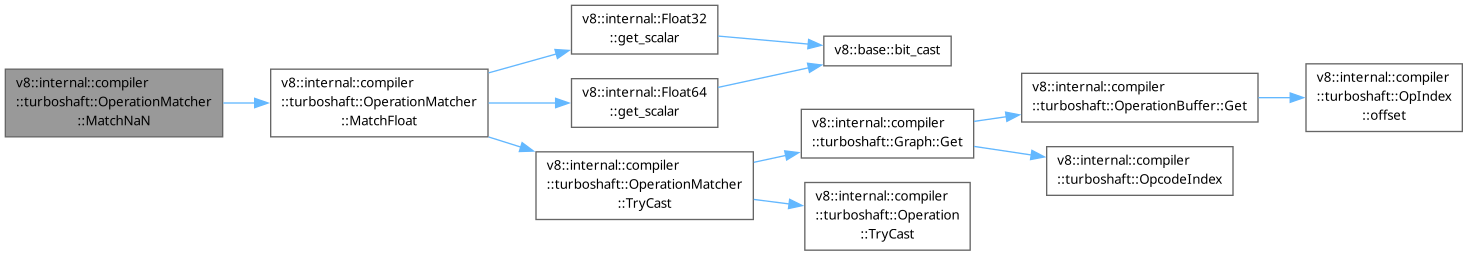 v8::internal::compiler
::turboshaft::OperationMatcher
::MatchNaN
v8::internal::compiler
::turboshaft::OperationMatcher
::MatchFloat
v8::internal::Float32
::get_scalar
v8::internal::Float64
::get_scalar
v8::base::bit_cast
v8::internal::compiler
::turboshaft::OperationMatcher
::TryCast
v8::internal::compiler
::turboshaft::Graph::Get
v8::internal::compiler
::turboshaft::Operation
::TryCast
v8::internal::compiler
::turboshaft::OperationBuffer::Get
v8::internal::compiler
::turboshaft::OpcodeIndex
v8::internal::compiler
::turboshaft::OpIndex
::offset